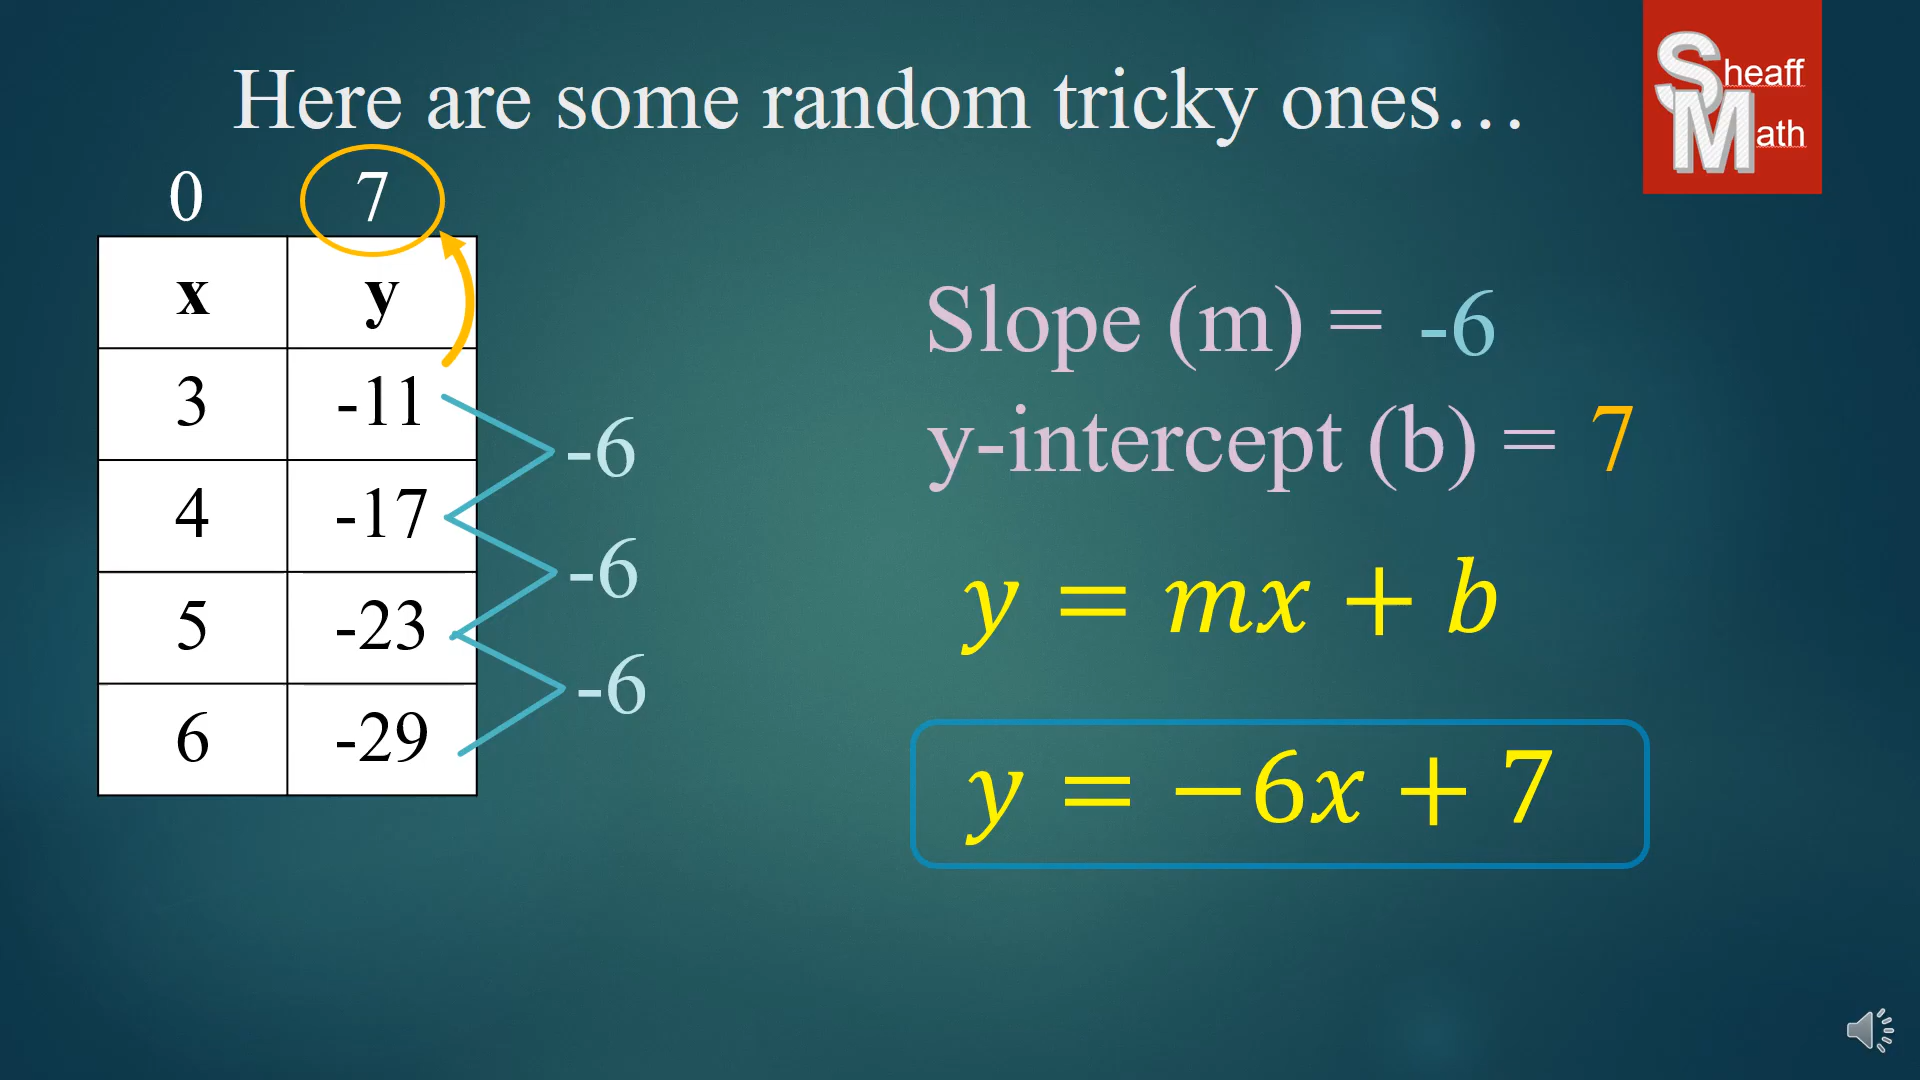 Here are some random tricky ones…
Sheaff
Math
0 7
x y
3 -11
4 -17
5 -23
6 -29
-6
-6
-6
Slope (m) = -6
y-intercept (b) = 7
y = mx + b
y = −6x + 7